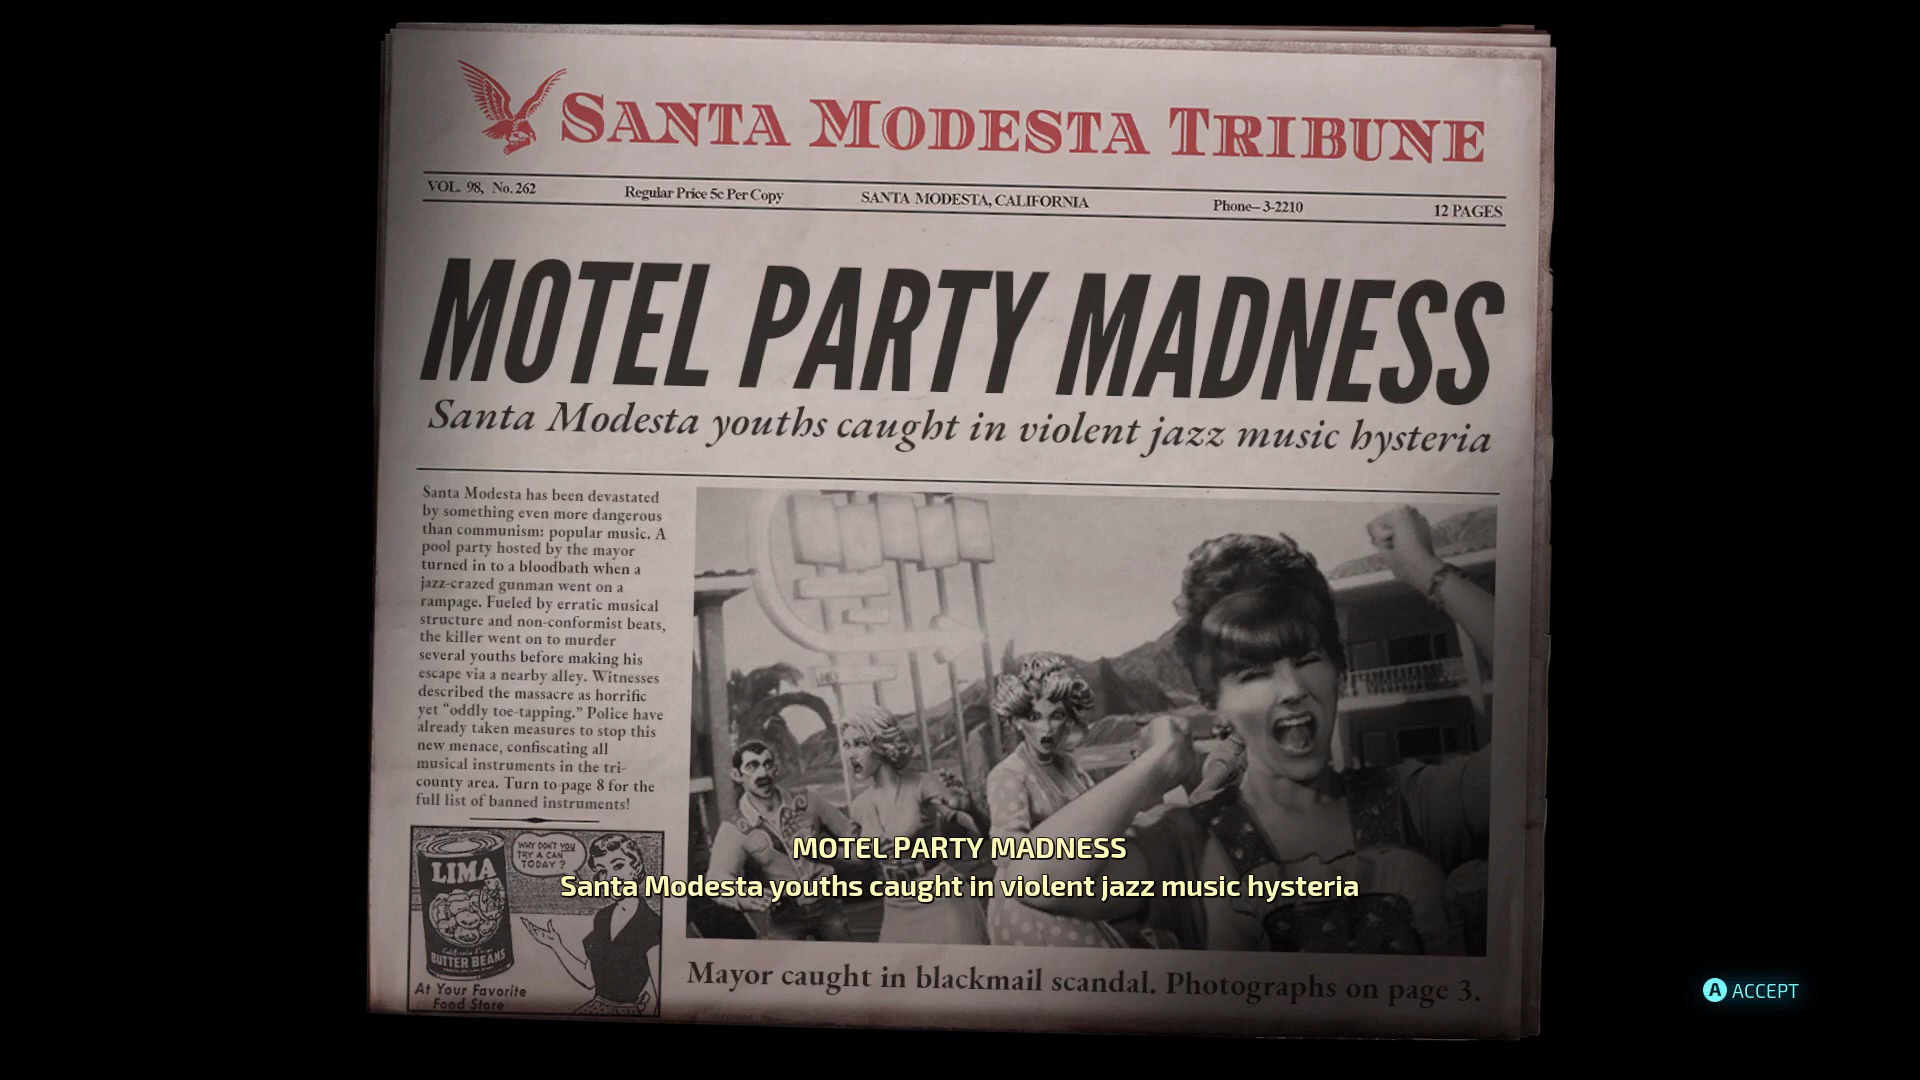 SANTA MODESTA TRIBUNE
VOL. 98, No. 262 Regular Price 5c Per Copy SANTA MODESTA, CALIFORNIA Phone–3-2210 12 PAGES
MOTEL PARTY MADNESS
Santa Modesta youths caught in violent jazz music hysteria
Santa Modesta has been devastated
by something even more dangerous
than communism: popular music. A
pool party hosted by the mayor
turned in to a bloodbath when a
jazz-crazed gunman went on a
rampage. Fueled by erratic musical
structure and non-conformist beats,
the killer went on to murder
several youths before making his
escape via a nearby alley. Witnesses
described the massacre as horrific
yet “oddly toe-tapping.” Police have
already taken measures to stop this
new menace, confiscating all
musical instruments in the tri-
county area. Turn to page 8 for the
full list of banned instruments!
WHY DON'T YOU
TRY A CAN
TODAY?
LIMA
BUTTER BEANS
At Your Favorite
Food Store
MOTEL PARTY MADNESS
Santa Modesta youths caught in violent jazz music hysteria
Mayor caught in blackmail scandal. Photographs on page 3.
A ACCEPT